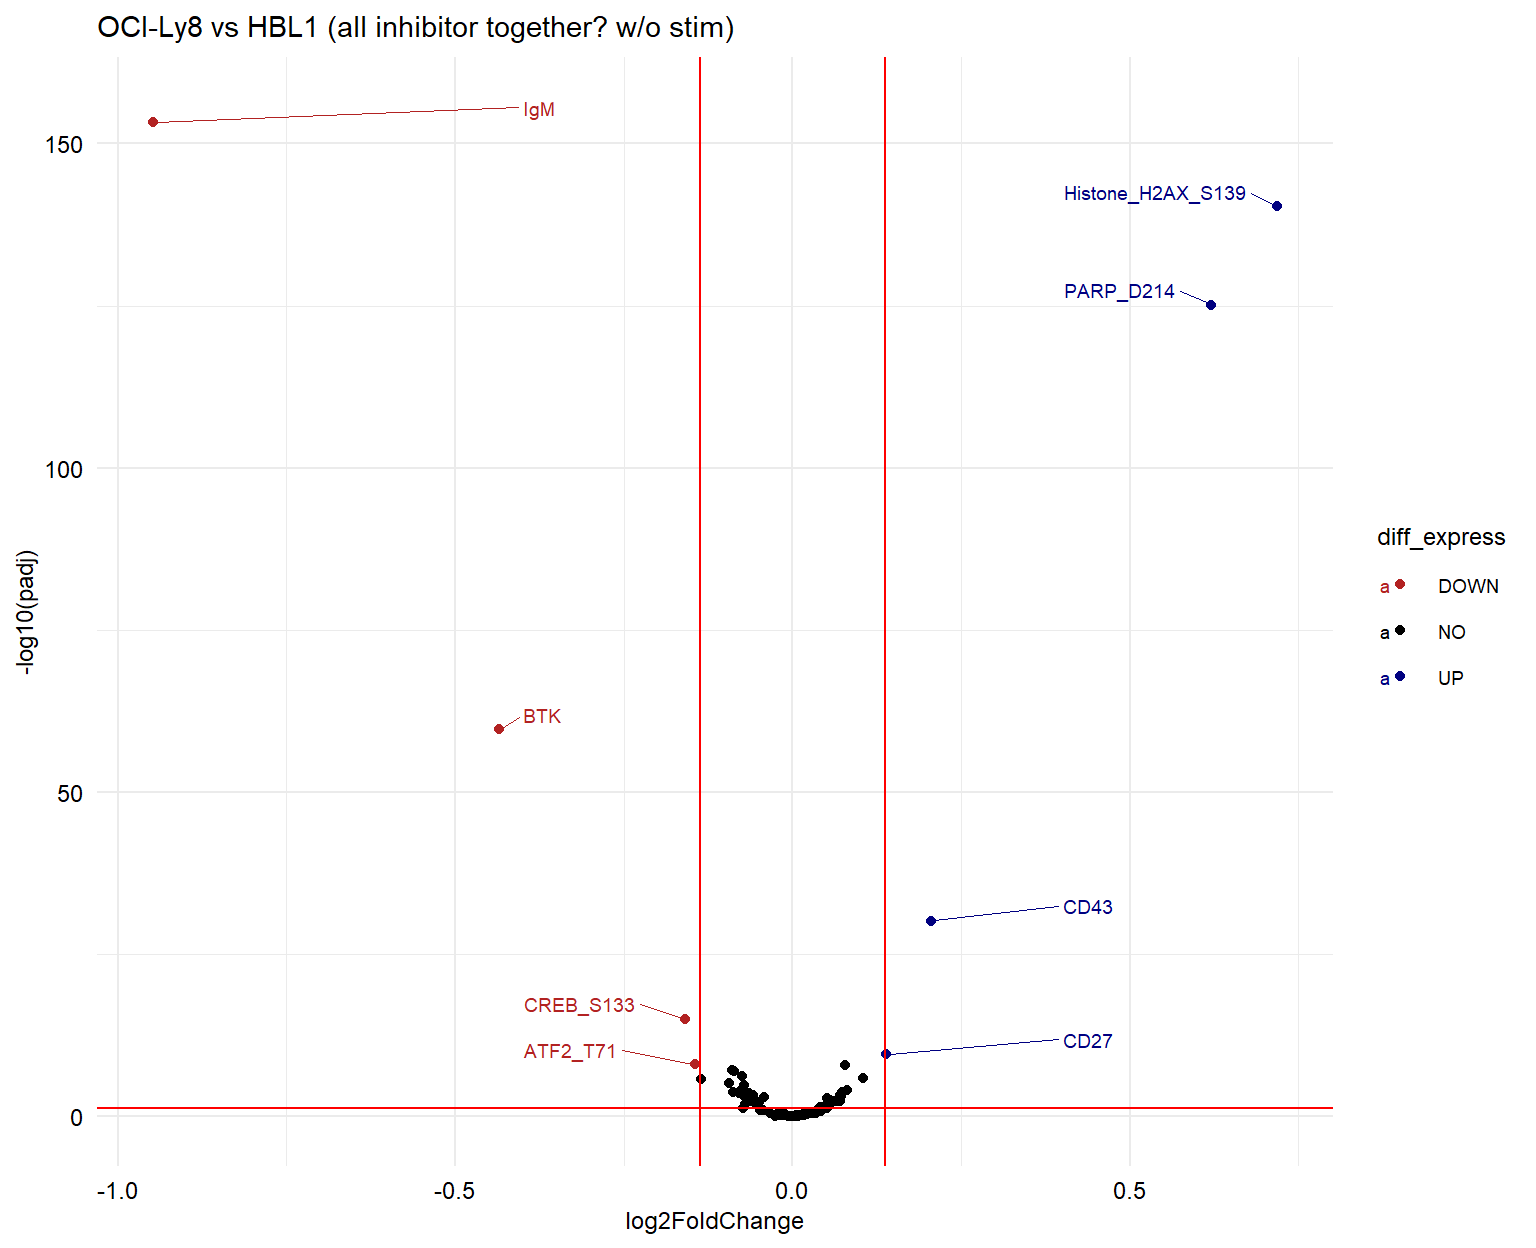 OCI-Ly8 vs HBL1 (all inhibitor together? w/o stim)
IgM
150
Histone_H2AX_S139
PARP_D214
100
diff_express
-log10(padj)
a DOWN
a NO
a UP
BTK
50
CD43
CREB_S133
CD27
ATF2_T71
0
-1.0 -0.5 0.0 0.5
log2FoldChange